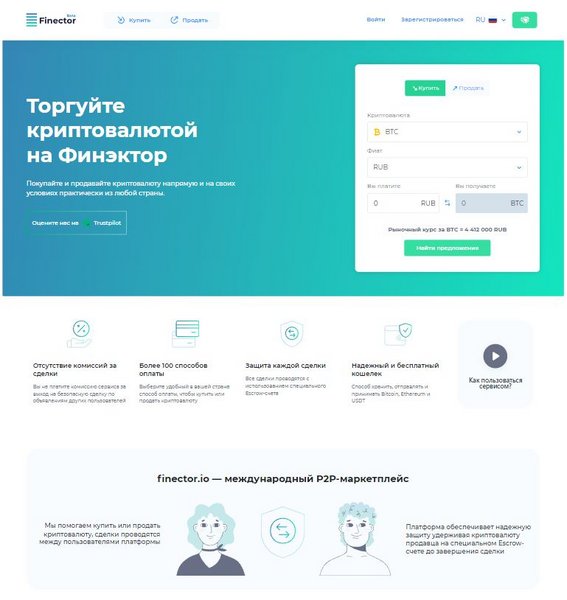 Finector Beta
Купить
Продать
Войти
Зарегистрироваться
RU
Торгуйте
криптовалютой
на Финэктор
Покупайте и продавайте криптовалюту напрямую и на своих
условиях практически из любой страны.
Оцените нас на Trustpilot
Купить
Продать
Криптовалюта
BTC
Фиат
RUB
Вы платите
Вы получаете
0 RUB
0 BTC
Рыночный курс за BTC ≈ 4 412 000 RUB
Найти предложения
Отсутствие комиссий за
сделки
Вы не платите комиссию сервиса за
выход на безопасную сделку по
объявлениям других пользователей
Более 100 способов
оплаты
Выберите удобный в вашей стране
способ оплаты, чтобы купить или
продать криптовалюту
Защита каждой сделки
Все сделки проводятся с
использованием специального
Escrow-счета
Надежный и бесплатный
кошелек
Способ хранить, отправлять и
принимать Bitcoin, Ethereum и
USDT
Как пользоваться
сервисом?
finector.io — международный P2P-маркетплейс
Мы помогаем купить или продать
криптовалюту, сделки проводятся
между пользователями платформы
Платформа обеспечивает надежную
защиту удерживая криптовалюту
продавца на специальном Escrow-
счете до завершения сделки